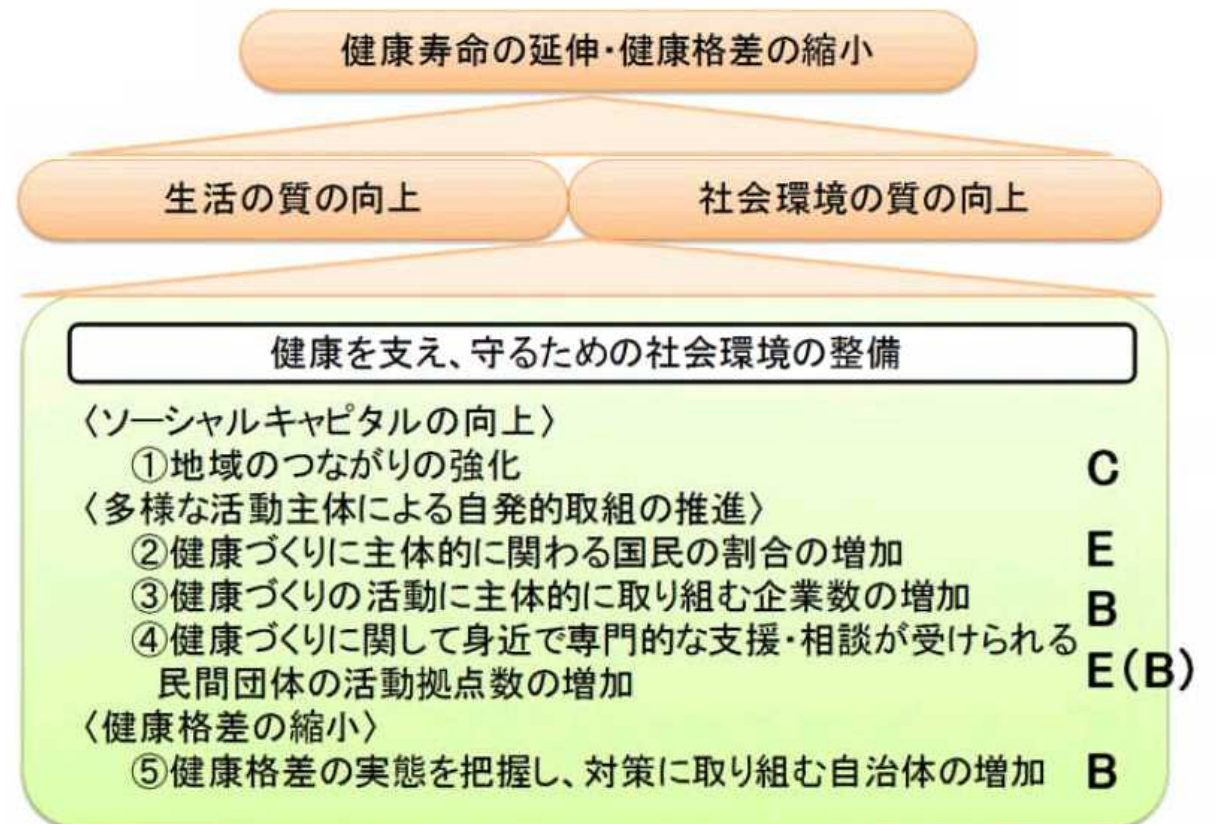 健康寿命の延伸・健康格差の縮小
生活の質の向上
社会環境の質の向上
健康を支え、守るための社会環境の整備
〈ソーシャルキャピタルの向上〉
①地域のつながりの強化 C
〈多様な活動主体による自発的取組の推進〉
②健康づくりに主体的に関わる国民の割合の増加 E
③健康づくりの活動に主体的に取り組む企業数の増加 B
④健康づくりに関して身近で専門的な支援・相談が受けられる
民間団体の活動拠点数の増加 E(B)
〈健康格差の縮小〉
⑤健康格差の実態を把握し、対策に取り組む自治体の増加 B